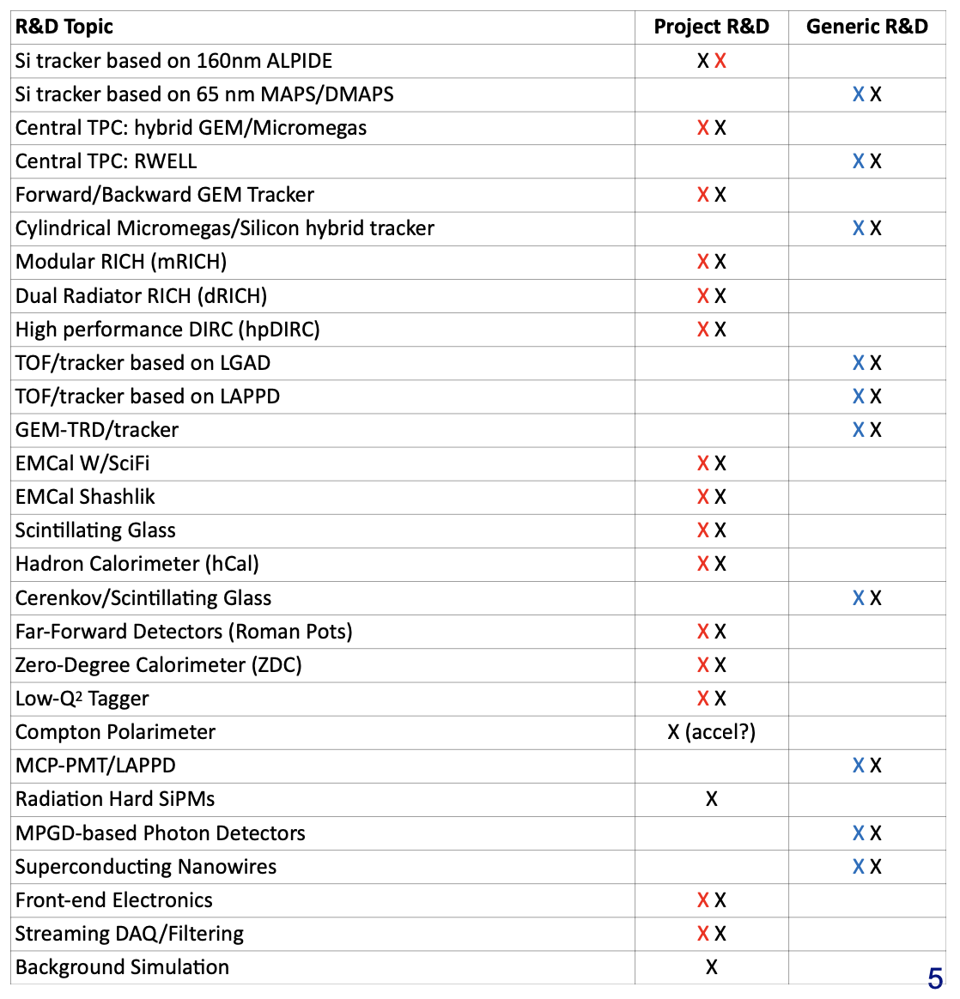 R&D Topic Project R&D Generic R&D
Si tracker based on 160nm ALPIDE X X
Si tracker based on 65 nm MAPS/DMAPS X X
Central TPC: hybrid GEM/Micromegas X X
Central TPC: RWELL X X
Forward/Backward GEM Tracker X X
Cylindrical Micromegas/Silicon hybrid tracker X X
Modular RICH (mRICH) X X
Dual Radiator RICH (dRICH) X X
High performance DIRC (hpDIRC) X X
TOF/tracker based on LGAD X X
TOF/tracker based on LAPPD X X
GEM-TRD/tracker X X
EMCal W/SciFi X X
EMCal Shashlik X X
Scintillating Glass X X
Hadron Calorimeter (hCal) X X
Cerenkov/Scintillating Glass X X
Far-Forward Detectors (Roman Pots) X X
Zero-Degree Calorimeter (ZDC) X X
Low-Q² Tagger X X
Compton Polarimeter X (accel?)
MCP-PMT/LAPPD X X
Radiation Hard SiPMs X
MPGD-based Photon Detectors X X
Superconducting Nanowires X X
Front-end Electronics X X
Streaming DAQ/Filtering X X
Background Simulation X
5